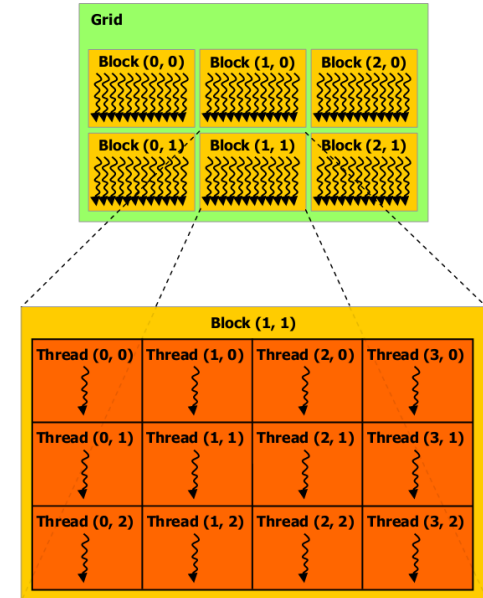 Grid
Block (0, 0) Block (1, 0) Block (2, 0)
Block (0, 1) Block (1, 1) Block (2, 1)
Block (1, 1)
Thread (0, 0) Thread (1, 0) Thread (2, 0) Thread (3, 0)
Thread (0, 1) Thread (1, 1) Thread (2, 1) Thread (3, 1)
Thread (0, 2) Thread (1, 2) Thread (2, 2) Thread (3, 2)